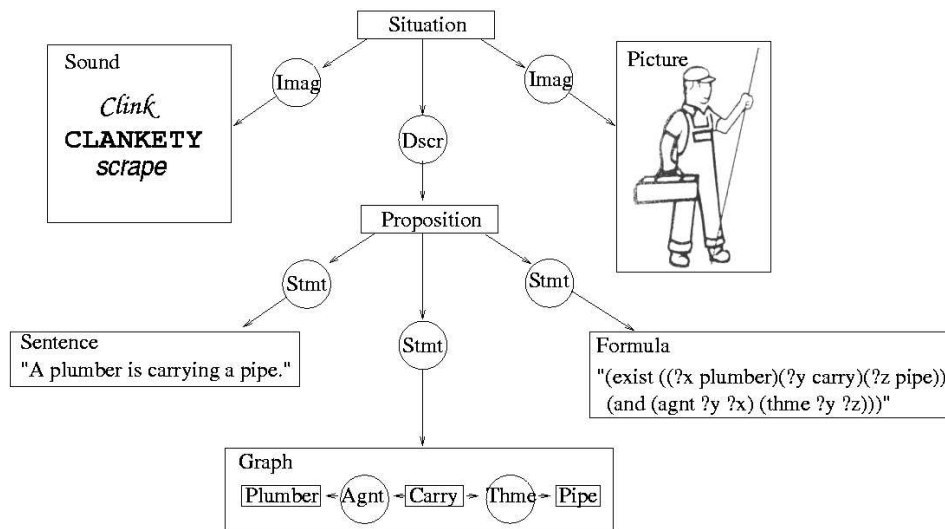 Situation
Sound
Clink
CLANKETY
scrape
Imag
Imag
Picture
Dscr
Proposition
Stmt
Stmt
Stmt
Sentence
"A plumber is carrying a pipe."
Formula
"(exist ((?x plumber)(?y carry)(?z pipe))
(and (agnt ?y ?x) (thme ?y ?z)))"
Graph
Plumber Agnt Carry Thme Pipe